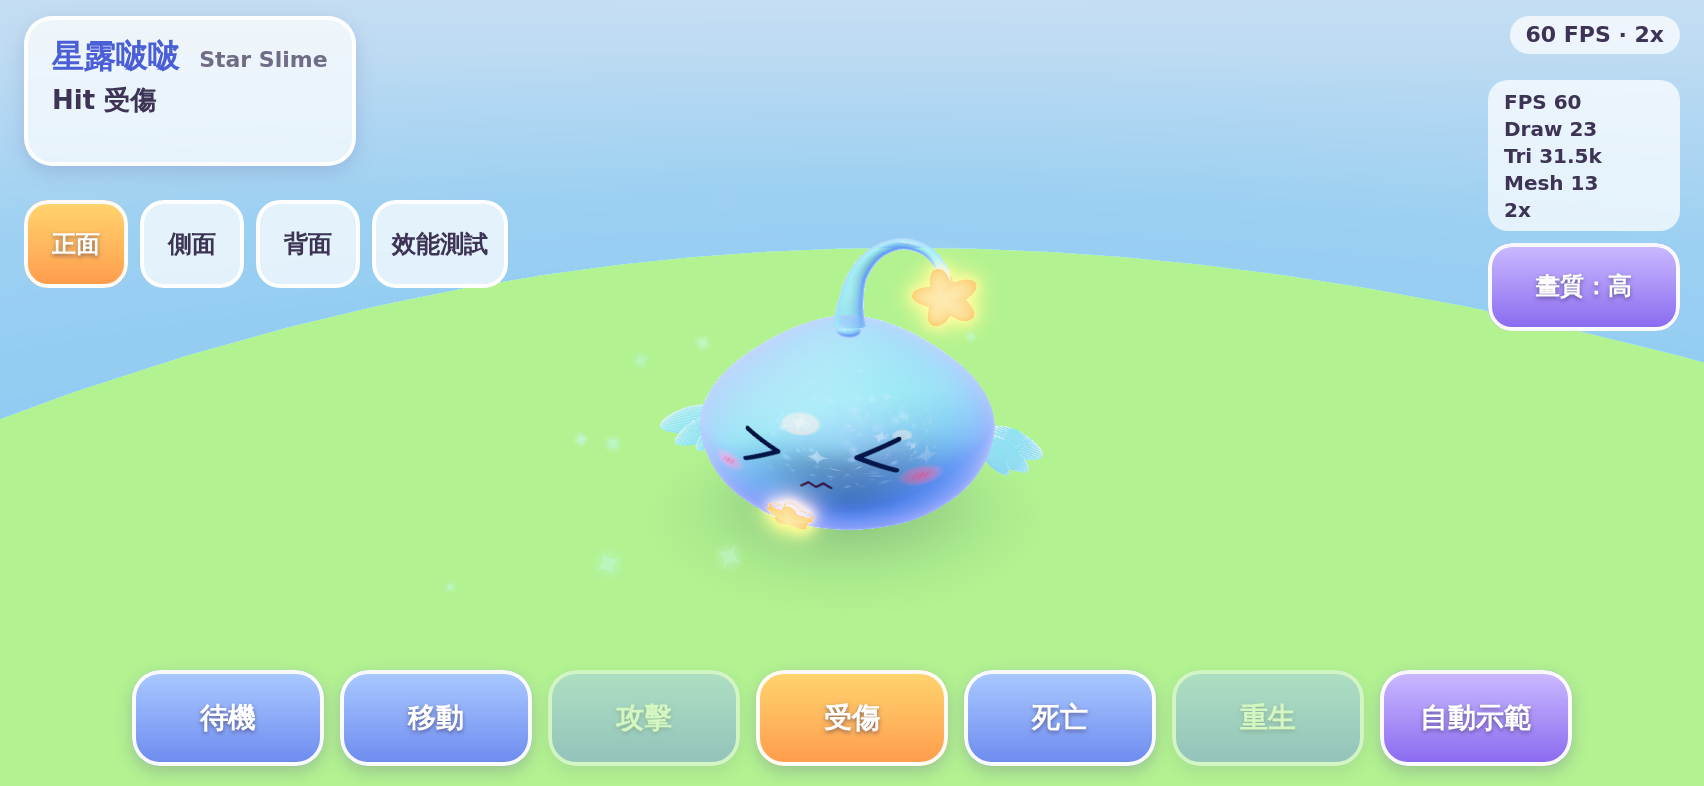 星露啵啵 Star Slime
Hit 受傷
60 FPS · 2x
FPS 60
Draw 23
Tri 31.5k
Mesh 13
2x
正面 側面 背面 效能測試
畫質：高
待機 移動 攻擊 受傷 死亡 重生 自動示範